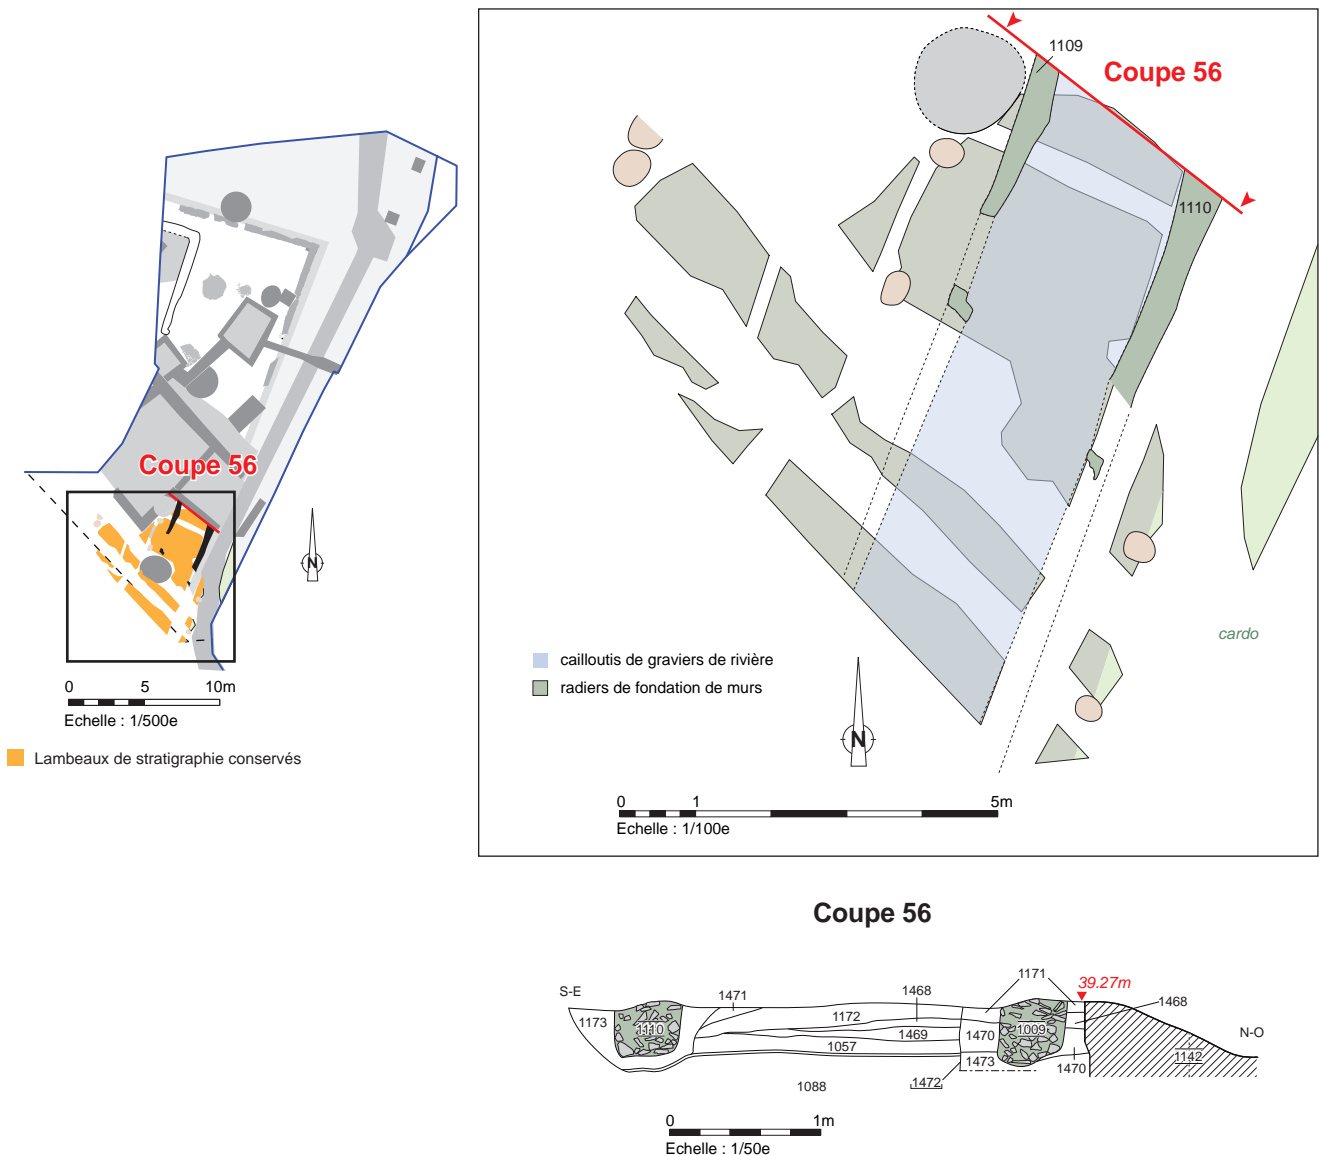 Coupe 56
N
0 5 10m
Echelle : 1/500e
Lambeaux de stratigraphie conservés
1109
Coupe 56
1110
cardo
cailloutis de graviers de rivière
radiers de fondation de murs
N
0 1 5m
Echelle : 1/100e
Coupe 56
S-E
1173
1110
1471
1172
1468
1469
1057
1088
1472
1470
1473
1171
1009
39.27m
1468
1470
1142
N-O
0 1m
Echelle : 1/50e